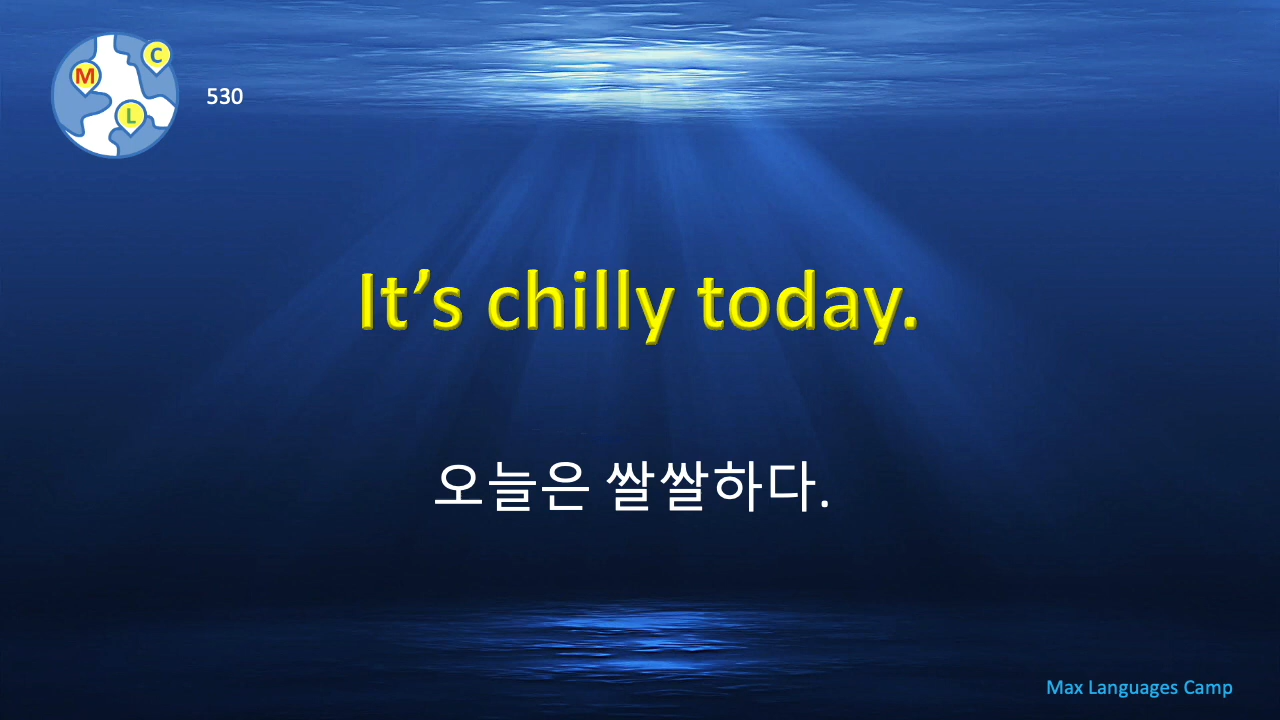 M
C
L
530
It’s chilly today.
오늘은 쌀쌀하다.
Max Languages Camp